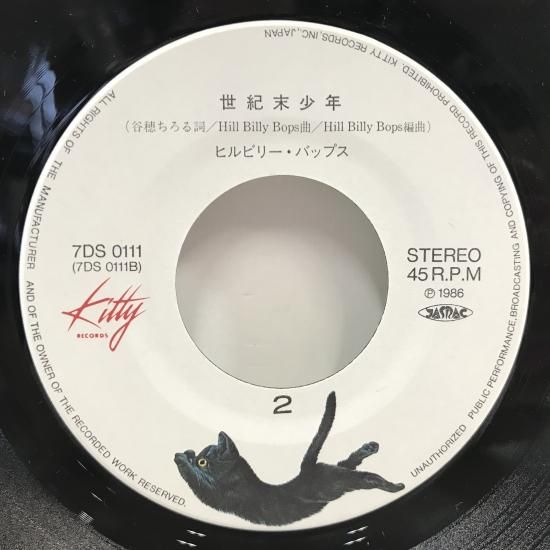 世紀末少年
(谷穂ちろる詞/Hill Billy Bops曲/Hill Billy Bops編曲)
ヒルビリー・バップス
7DS 0111
(7DS 0111B)
Kitty
RECORDS
STEREO
45 R.P.M
Ⓟ 1986
JASRAC
2
ALL RIGHTS OF THE MANUFACTURER AND OF THE OWNER OF THE RECORDED WORK RESERVED.
UNAUTHORIZED PUBLIC PERFORMANCE, BROADCASTING AND COPYING OF THIS RECORD PROHIBITED. KITTY RECORDS, INC., JAPAN